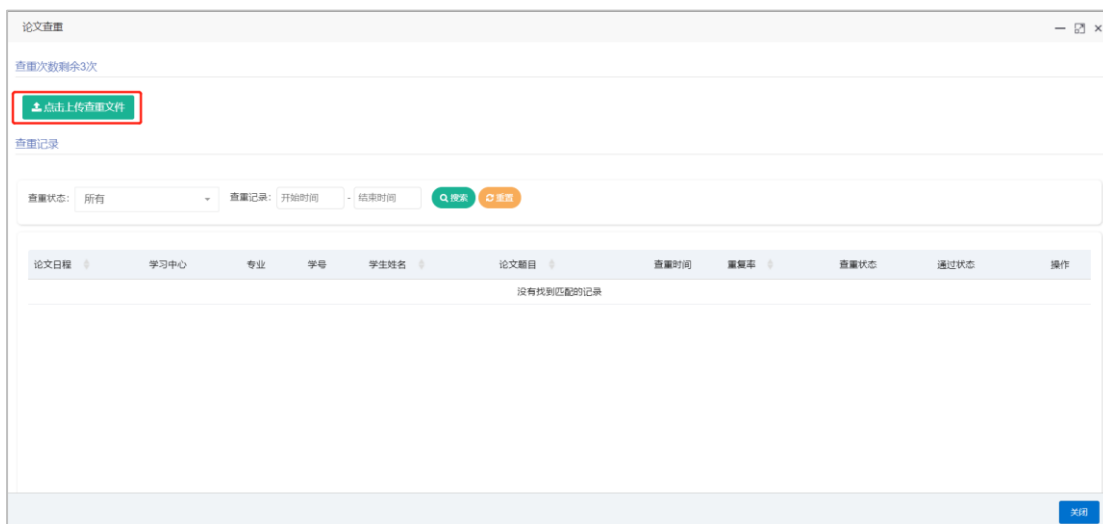 论文查重
查重次数剩余3次
点击上传查重文件
查重记录
查重状态: 所有 查重记录: 开始时间 - 结束时间 搜索 重置
论文日程 学习中心 专业 学号 学生姓名 论文题目 查重时间 重复率 查重状态 通过状态 操作
没有找到匹配的记录
关闭